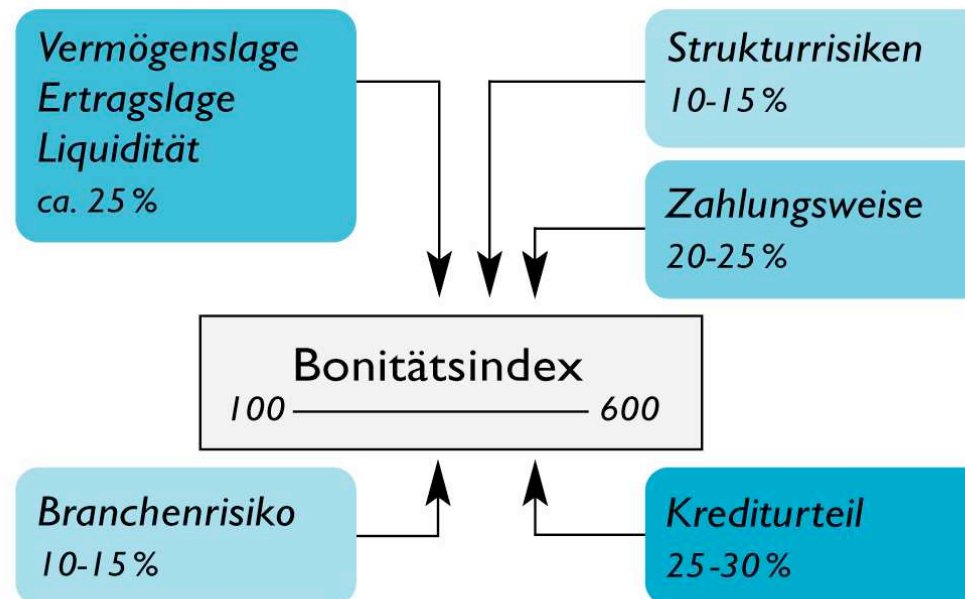 Vermögenslage
Ertragslage
Liquidität
ca. 25 %
Strukturrisiken
10-15 %
Zahlungsweise
20-25 %
Bonitätsindex
100 600
Branchenrisiko
10-15 %
Krediturteil
25-30 %